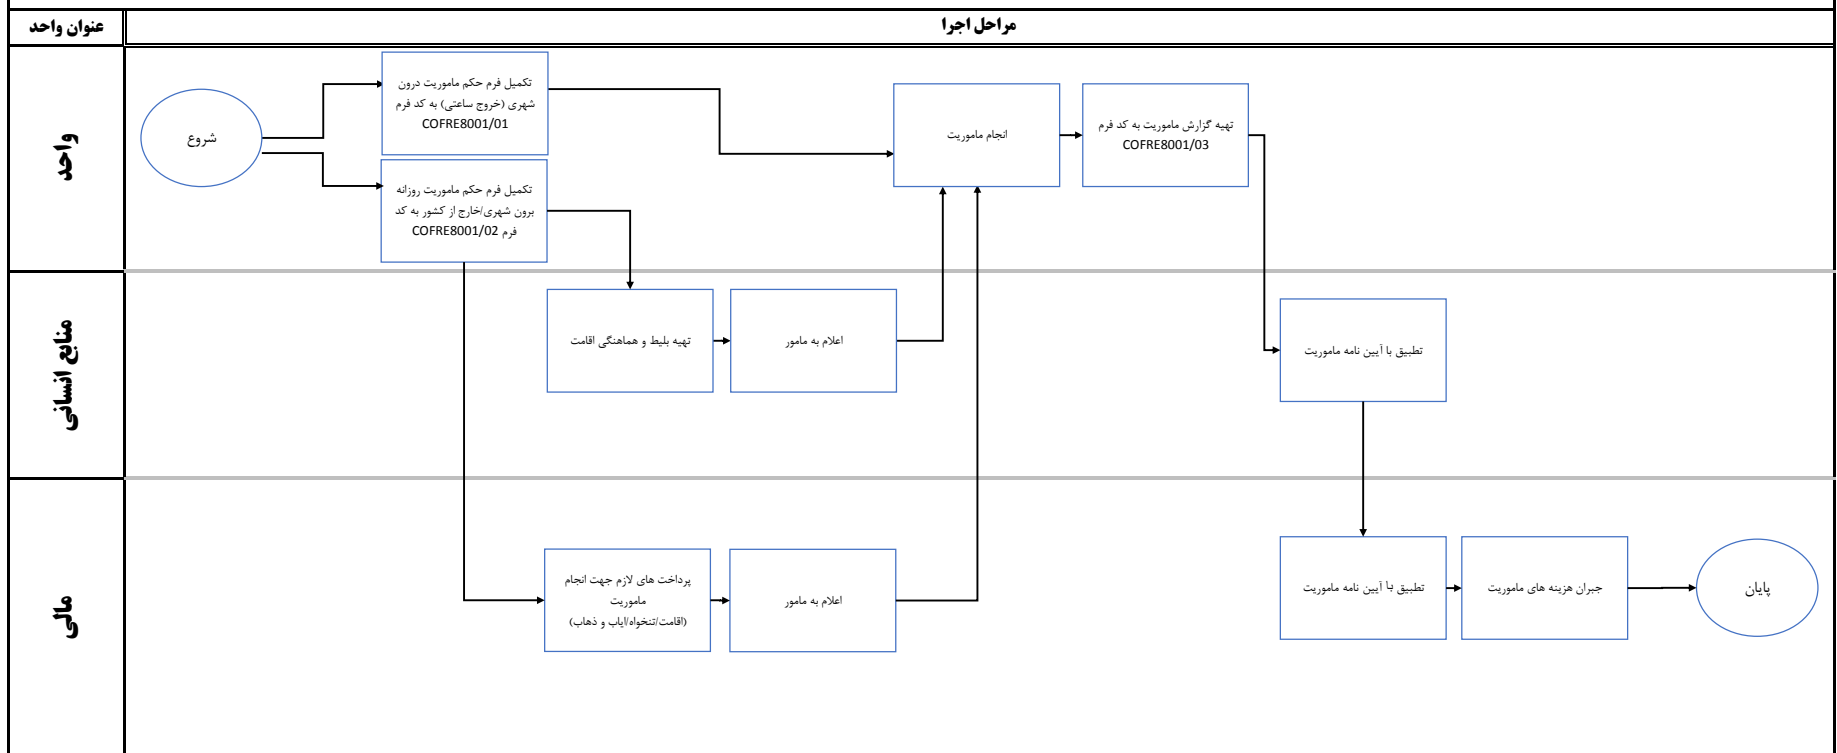 عنوان واحد
مراحل اجرا
واحد
شروع
تکمیل فرم حکم ماموریت درون
شهری (خروج ساعتی) به کد فرم
COFRE8001/01
تکمیل فرم حکم ماموریت روزانه
برون شهری/خارج از کشور به کد
فرم COFRE8001/02
انجام ماموریت
تهیه گزارش ماموریت به کد فرم
COFRE8001/03
منابع انسانی
تهیه بلیط و هماهنگی اقامت
اعلام به مامور
تطبیق با آیین نامه ماموریت
مالی
پرداخت های لازم جهت انجام
ماموریت
(اقامت/تنخواه/ایاب و ذهاب)
اعلام به مامور
تطبیق با آیین نامه ماموریت
جبران هزینه های ماموریت
پایان